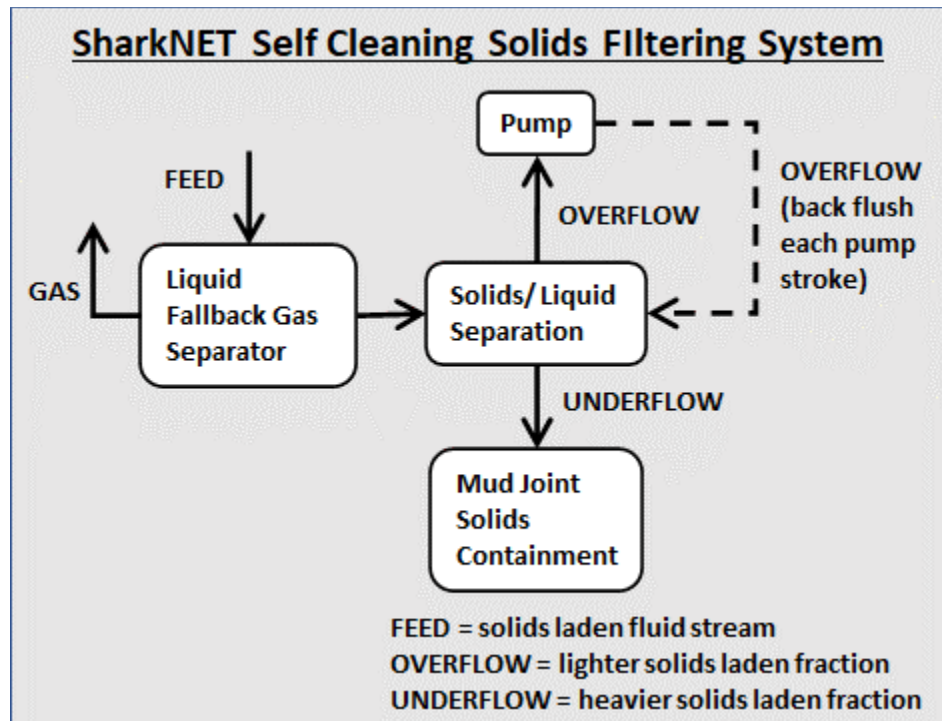 SharkNET Self Cleaning Solids FIltering System
Pump
FEED
OVERFLOW
(back flush
each pump
stroke)
OVERFLOW
GAS
Liquid
Fallback Gas
Separator
Solids/ Liquid
Separation
UNDERFLOW
Mud Joint
Solids
Containment
FEED = solids laden fluid stream
OVERFLOW = lighter solids laden fraction
UNDERFLOW = heavier solids laden fraction